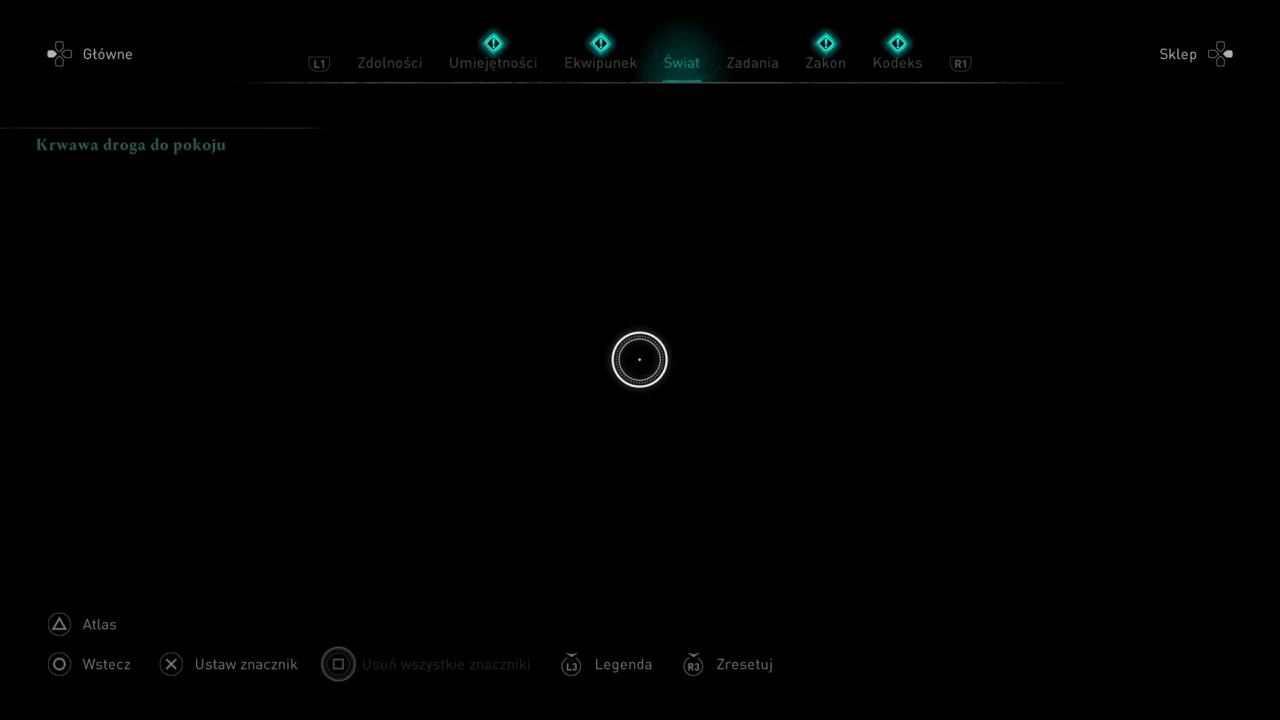 Główne
L1 Zdolności Umiejętności Ekwipunek Świat Zadania Zakon Kodeks R1
Sklep
Krwawa droga do pokoju
Atlas
Wstecz Ustaw znacznik Usuń wszystkie znaczniki L3 Legenda R3 Zresetuj